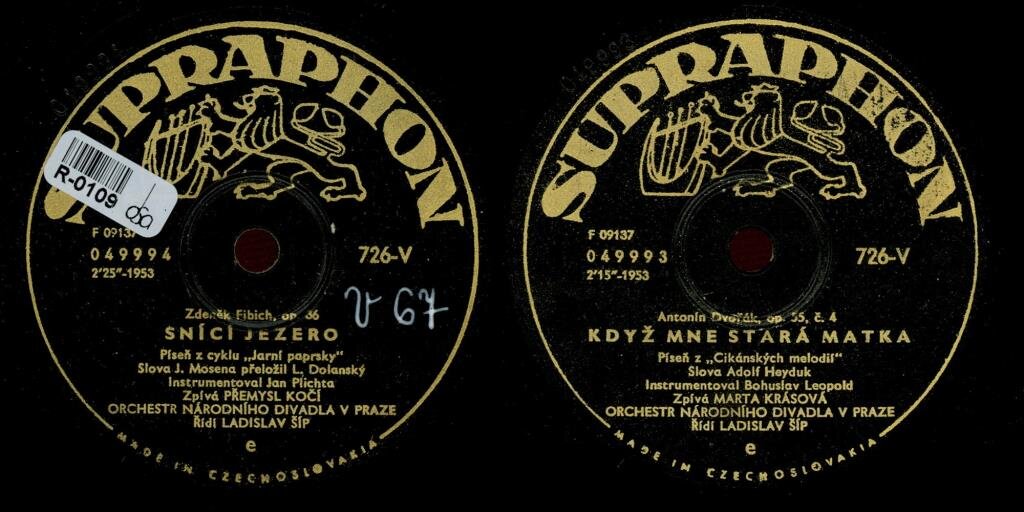 SUPRAPHON
R-0109
osa
F 09137
049994
2'25"-1953
726-V
V 67
Zdeněk Fibich, op. 36
SNÍCÍ JEZERO
Píseň z cyklu „Jarní paprsky"
Slova J. Mosena přeložil L. Dolanský
Instrumentoval Jan Plichta
Zpívá PŘEMYSL KOČÍ
ORCHESTR NÁRODNÍHO DIVADLA V PRAZE
Řídí LADISLAV ŠÍP
e
MADE IN CZECHOSLOVAKIA
SUPRAPHON
F 09137
049993
2'15"-1953
726-V
Antonín Dvořák, op. 55, č. 4
KDYŽ MNE STARÁ MATKA
Píseň z „Cikánských melodií"
Slova Adolf Heyduk
Instrumentoval Bohuslav Leopold
Zpívá MARTA KRÁSOVÁ
ORCHESTR NÁRODNÍHO DIVADLA V PRAZE
Řídí LADISLAV ŠÍP
e
MADE IN CZECHOSLOVAKIA